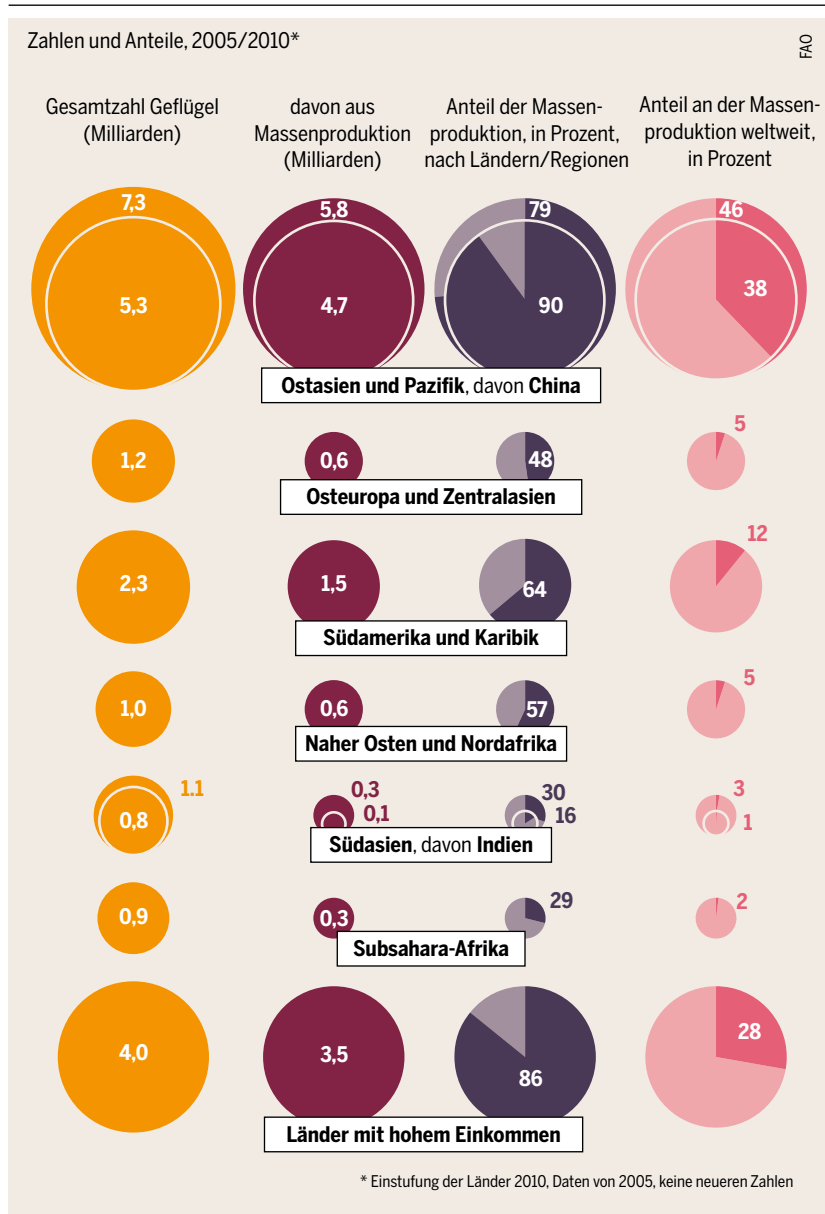 Zahlen und Anteile, 2005/2010*
FAO
Gesamtzahl Geflügel
(Milliarden)
davon aus
Massenproduktion
(Milliarden)
Anteil der Massen-
produktion, in Prozent,
nach Ländern/Regionen
Anteil an der Massen-
produktion weltweit,
in Prozent
7,3
5,8
79
46
5,3
4,7
90
38
Ostasien und Pazifik, davon China
1,2
0,6
48
5
Osteuropa und Zentralasien
2,3
1,5
64
12
Südamerika und Karibik
1,0
0,6
57
5
Naher Osten und Nordafrika
1.1
0,8
0,3
0,1
30
16
3
1
Südasien, davon Indien
0,9
0,3
29
2
Subsahara-Afrika
4,0
3,5
86
28
Länder mit hohem Einkommen
* Einstufung der Länder 2010, Daten von 2005, keine neueren Zahlen